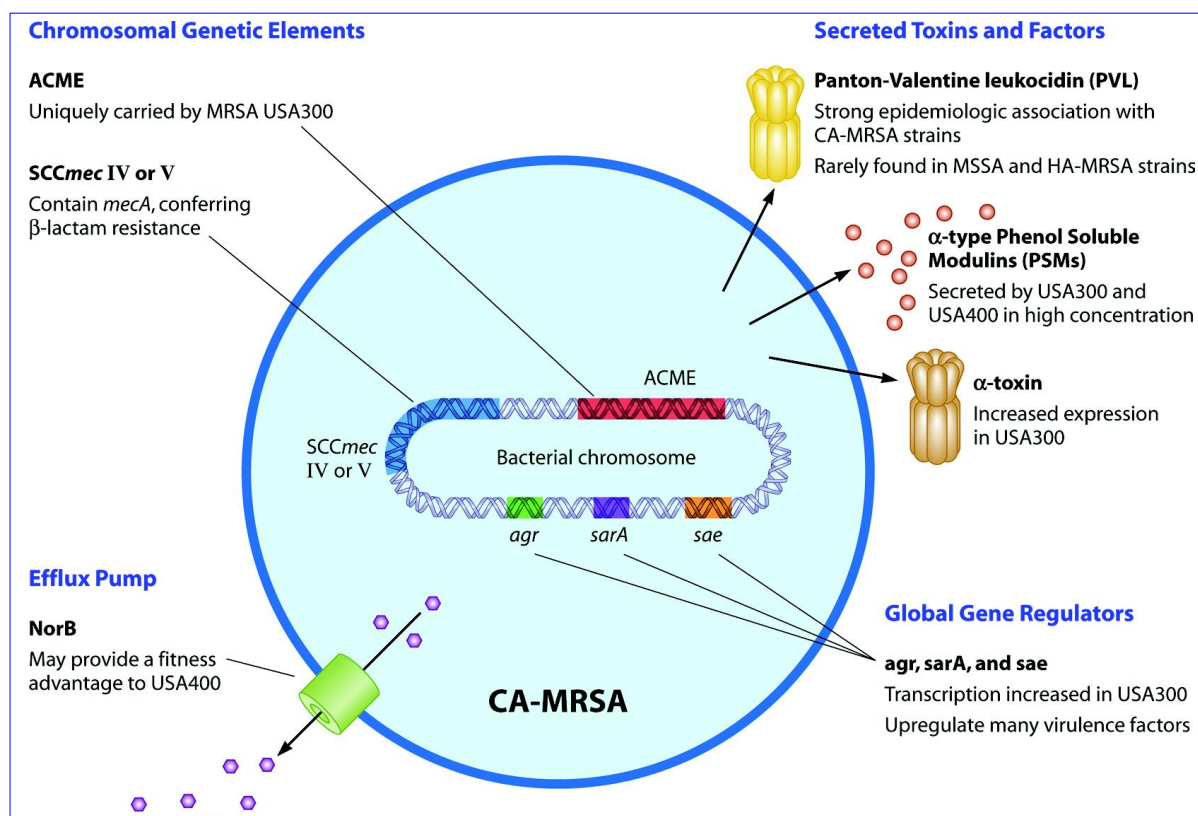 Chromosomal Genetic Elements
ACME
Uniquely carried by MRSA USA300
SCCmec IV or V
Contain mecA, conferring
β-lactam resistance
Secreted Toxins and Factors
Panton-Valentine leukocidin (PVL)
Strong epidemiologic association with
CA-MRSA strains
Rarely found in MSSA and HA-MRSA strains
α-type Phenol Soluble
Modulins (PSMs)
Secreted by USA300 and
USA400 in high concentration
α-toxin
Increased expression
in USA300
ACME
SCCmec
IV or V
Bacterial chromosome
agr
sarA
sae
Efflux Pump
NorB
May provide a fitness
advantage to USA400
CA-MRSA
Global Gene Regulators
agr, sarA, and sae
Transcription increased in USA300
Upregulate many virulence factors